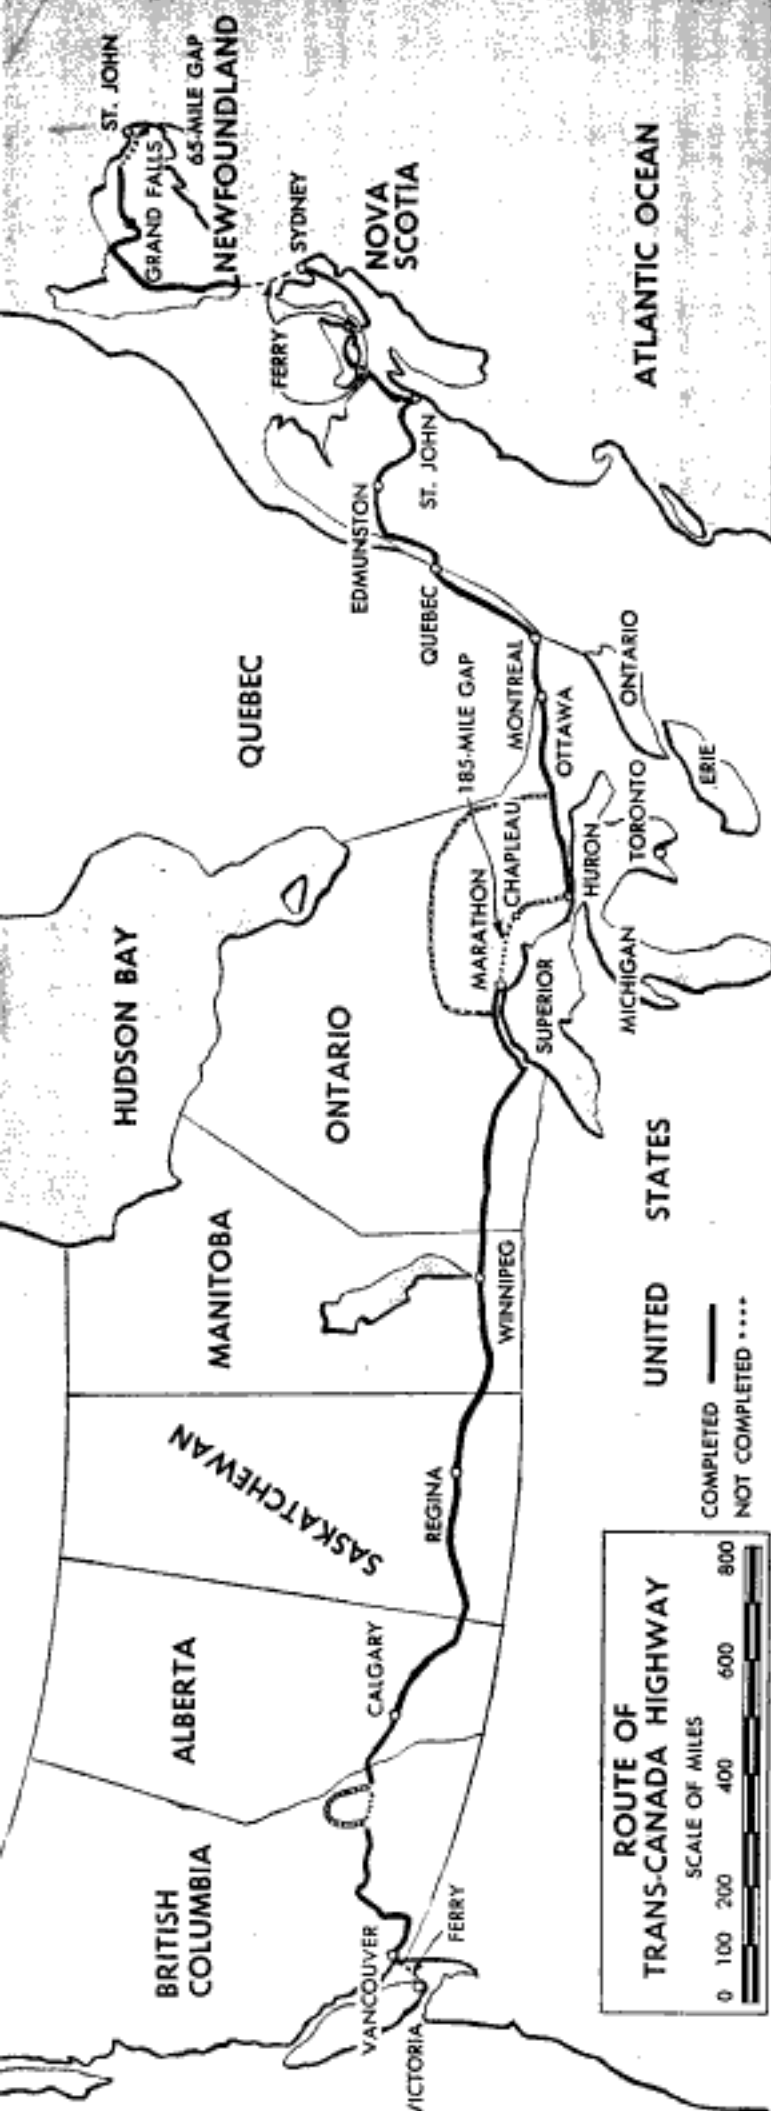 ST. JOHN
65-MILE GAP
GRAND FALLS
NEWFOUNDLAND
SYDNEY
NOVA
SCOTIA
FERRY
ATLANTIC OCEAN
ST. JOHN
EDMUNSTON
QUEBEC
QUEBEC
MONTREAL
185-MILE GAP
OTTAWA
ONTARIO
ERIE
TORONTO
HURON
CHAPLEAU
MARATHON
MICHIGAN
SUPERIOR
HUDSON BAY
ONTARIO
MANITOBA
WINNIPEG
UNITED STATES
SASKATCHEWAN
REGINA
ALBERTA
CALGARY
BRITISH
COLUMBIA
VANCOUVER
FERRY
VICTORIA
COMPLETED
NOT COMPLETED
ROUTE OF
TRANS-CANADA HIGHWAY
SCALE OF MILES
0 100 200 400 600 800